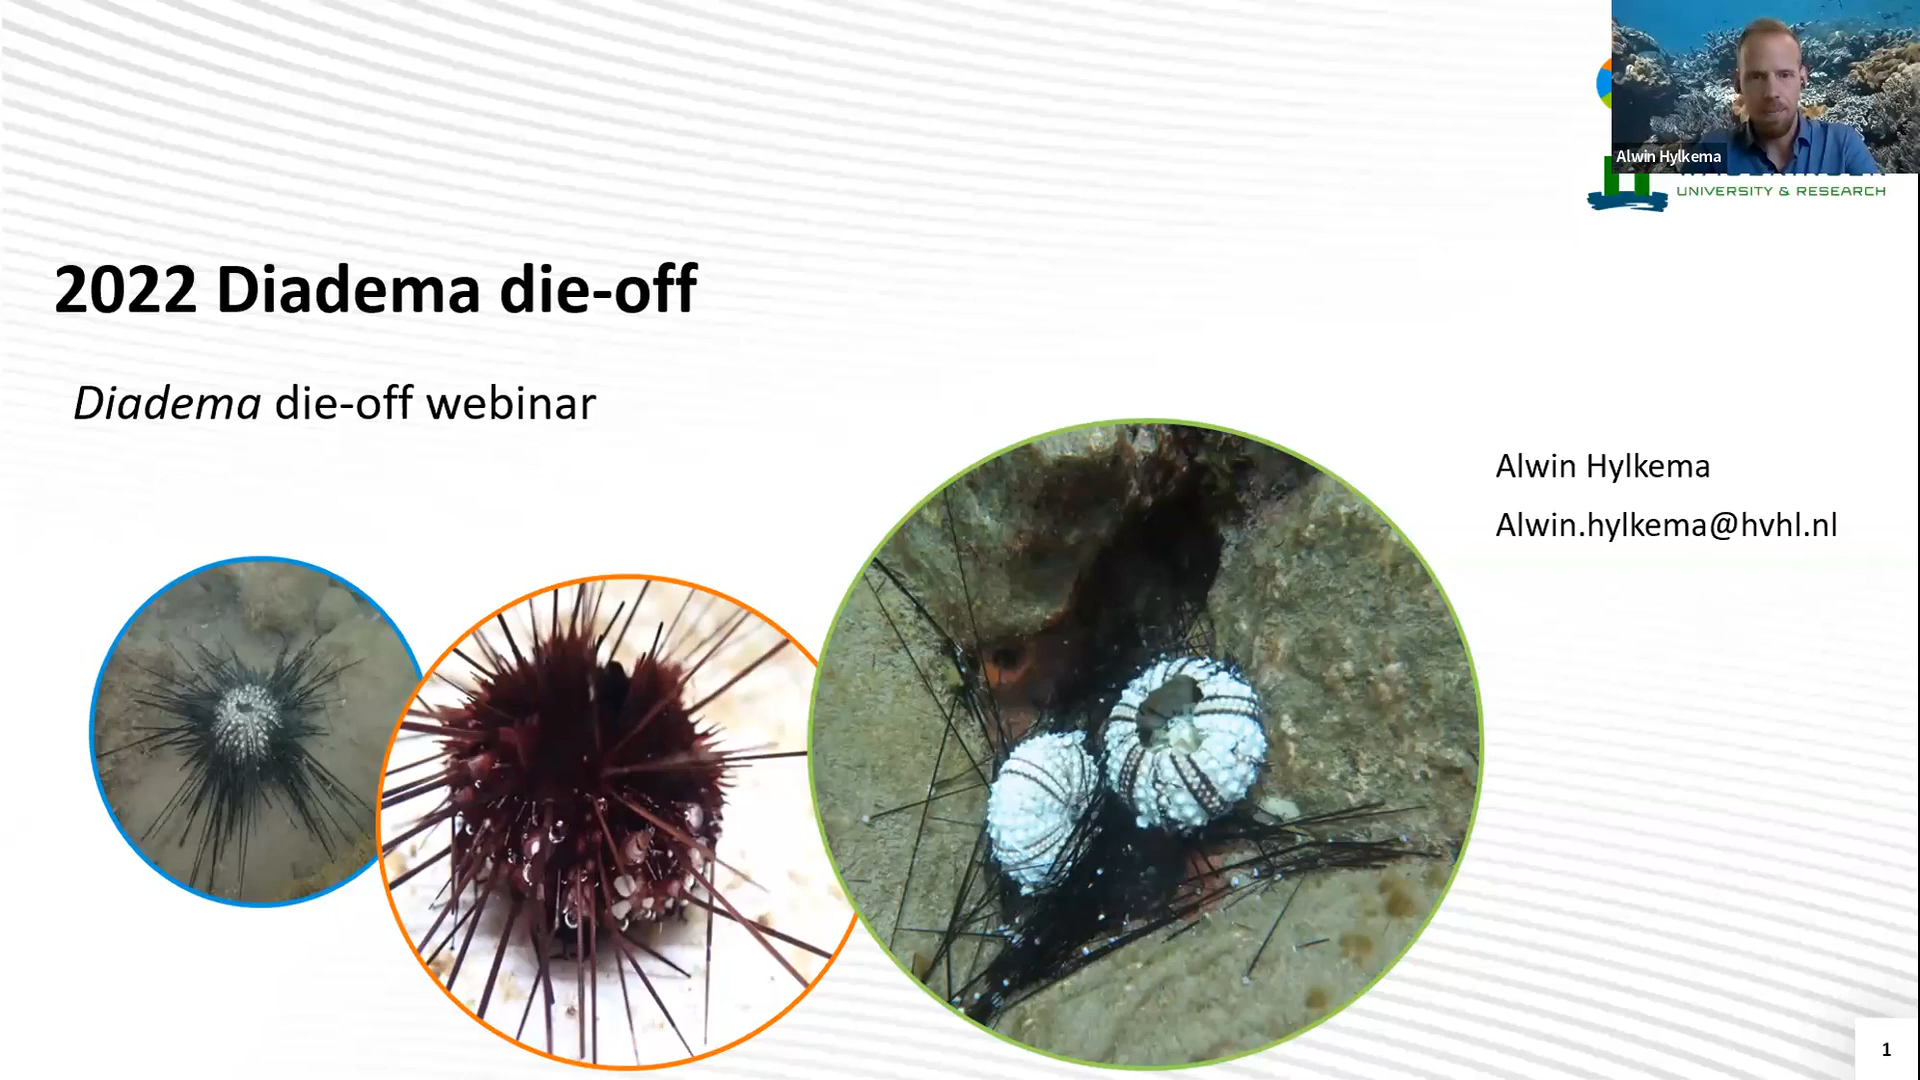 Alwin Hylkema
UNIVERSITY & RESEARCH
2022 Diadema die-off
Diadema die-off webinar
Alwin Hylkema
Alwin.hylkema@hvhl.nl
1